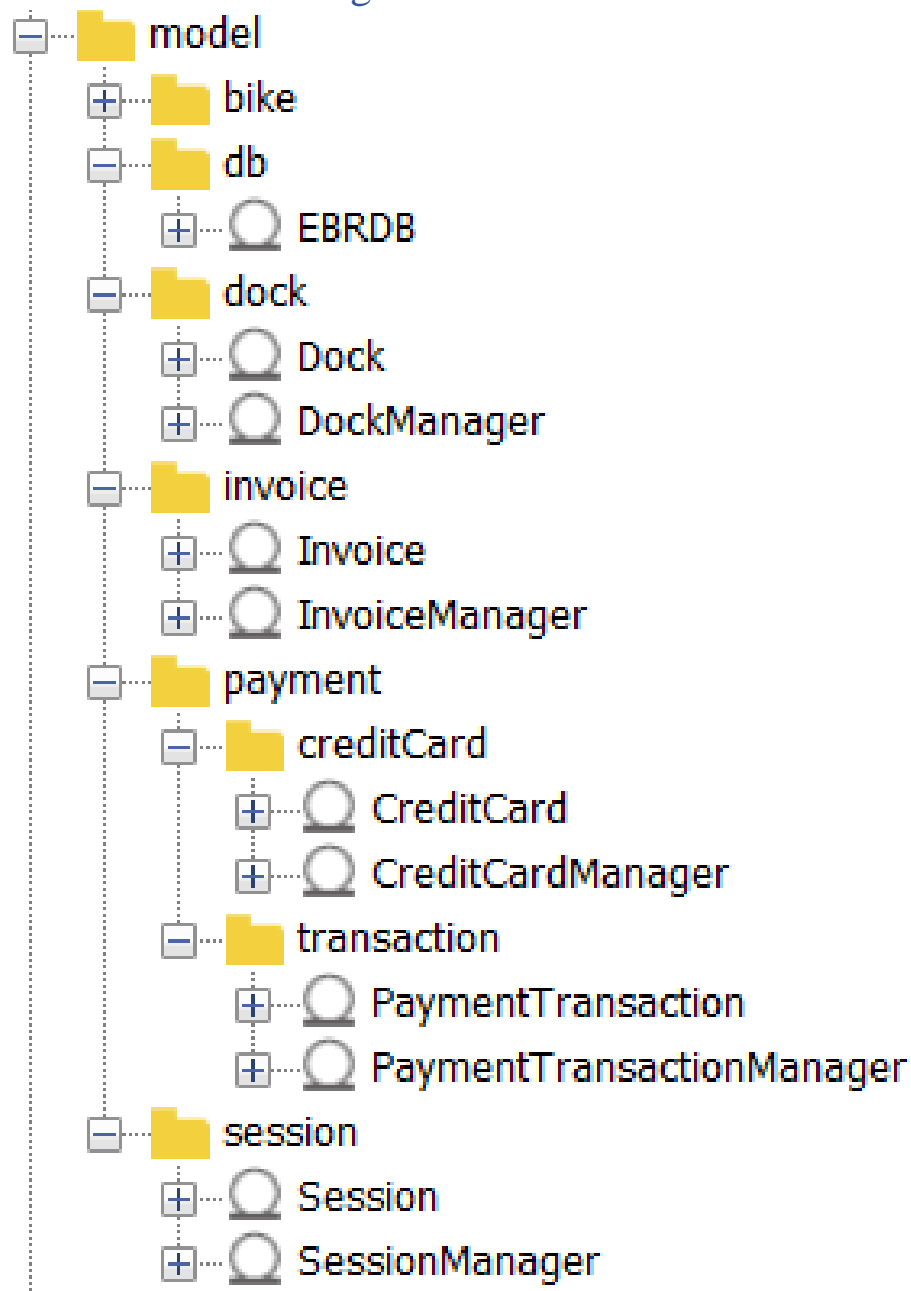 model
bike
db
EBRDB
dock
Dock
DockManager
invoice
Invoice
InvoiceManager
payment
creditCard
CreditCard
CreditCardManager
transaction
PaymentTransaction
PaymentTransactionManager
session
Session
SessionManager